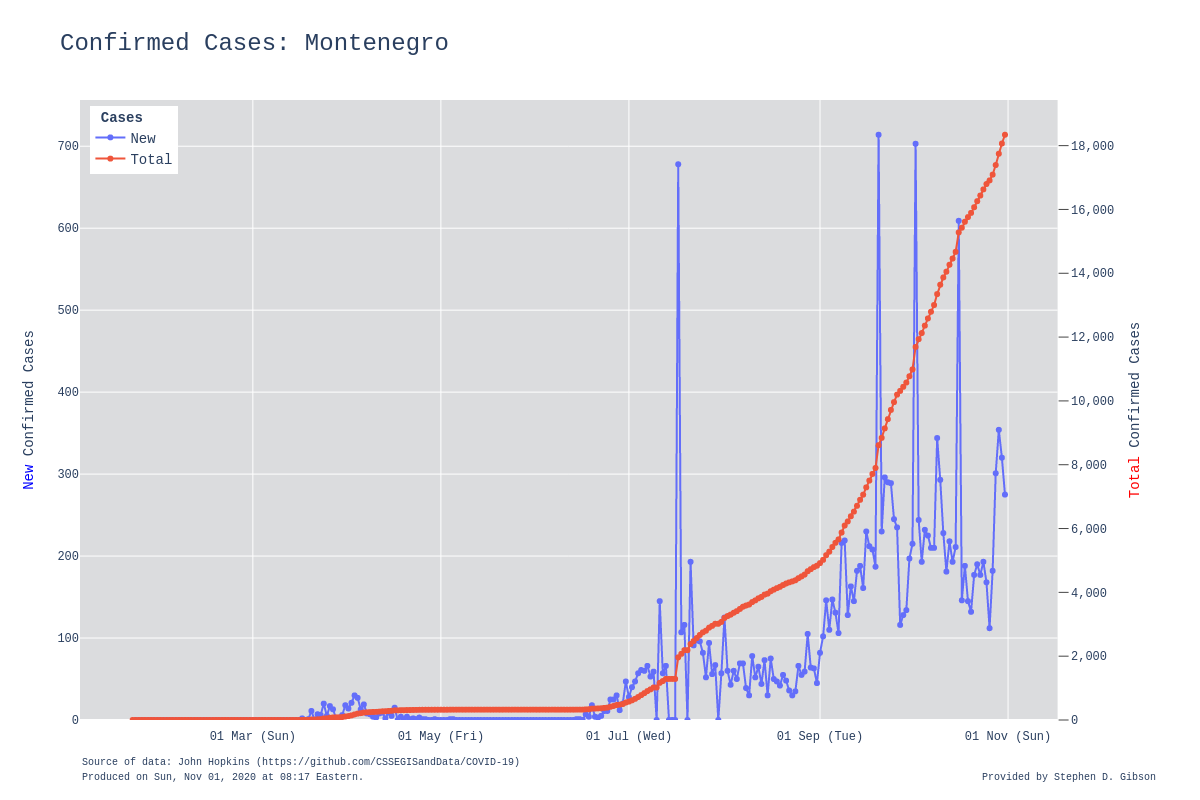 Confirmed Cases: Montenegro
Cases
New
Total
700
600
500
400
300
200
100
0
New Confirmed Cases
18,000
16,000
14,000
12,000
10,000
8,000
6,000
4,000
2,000
0
Total Confirmed Cases
01 Mar (Sun)
01 May (Fri)
01 Jul (Wed)
01 Sep (Tue)
01 Nov (Sun)
Source of data: John Hopkins (https://github.com/CSSEGISandData/COVID-19)
Produced on Sun, Nov 01, 2020 at 08:17 Eastern.
Provided by Stephen D. Gibson